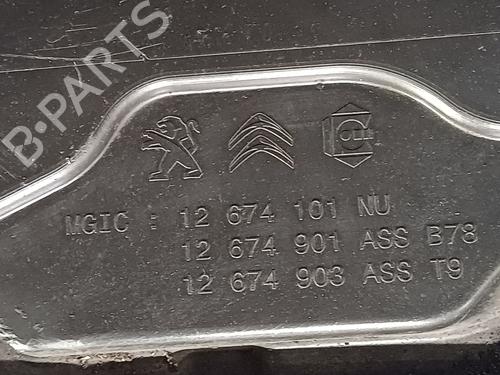 B-PARTS
MGIC : 12 674 101 NU
12 674 901 ASS B78
12 674 903 ASS T9